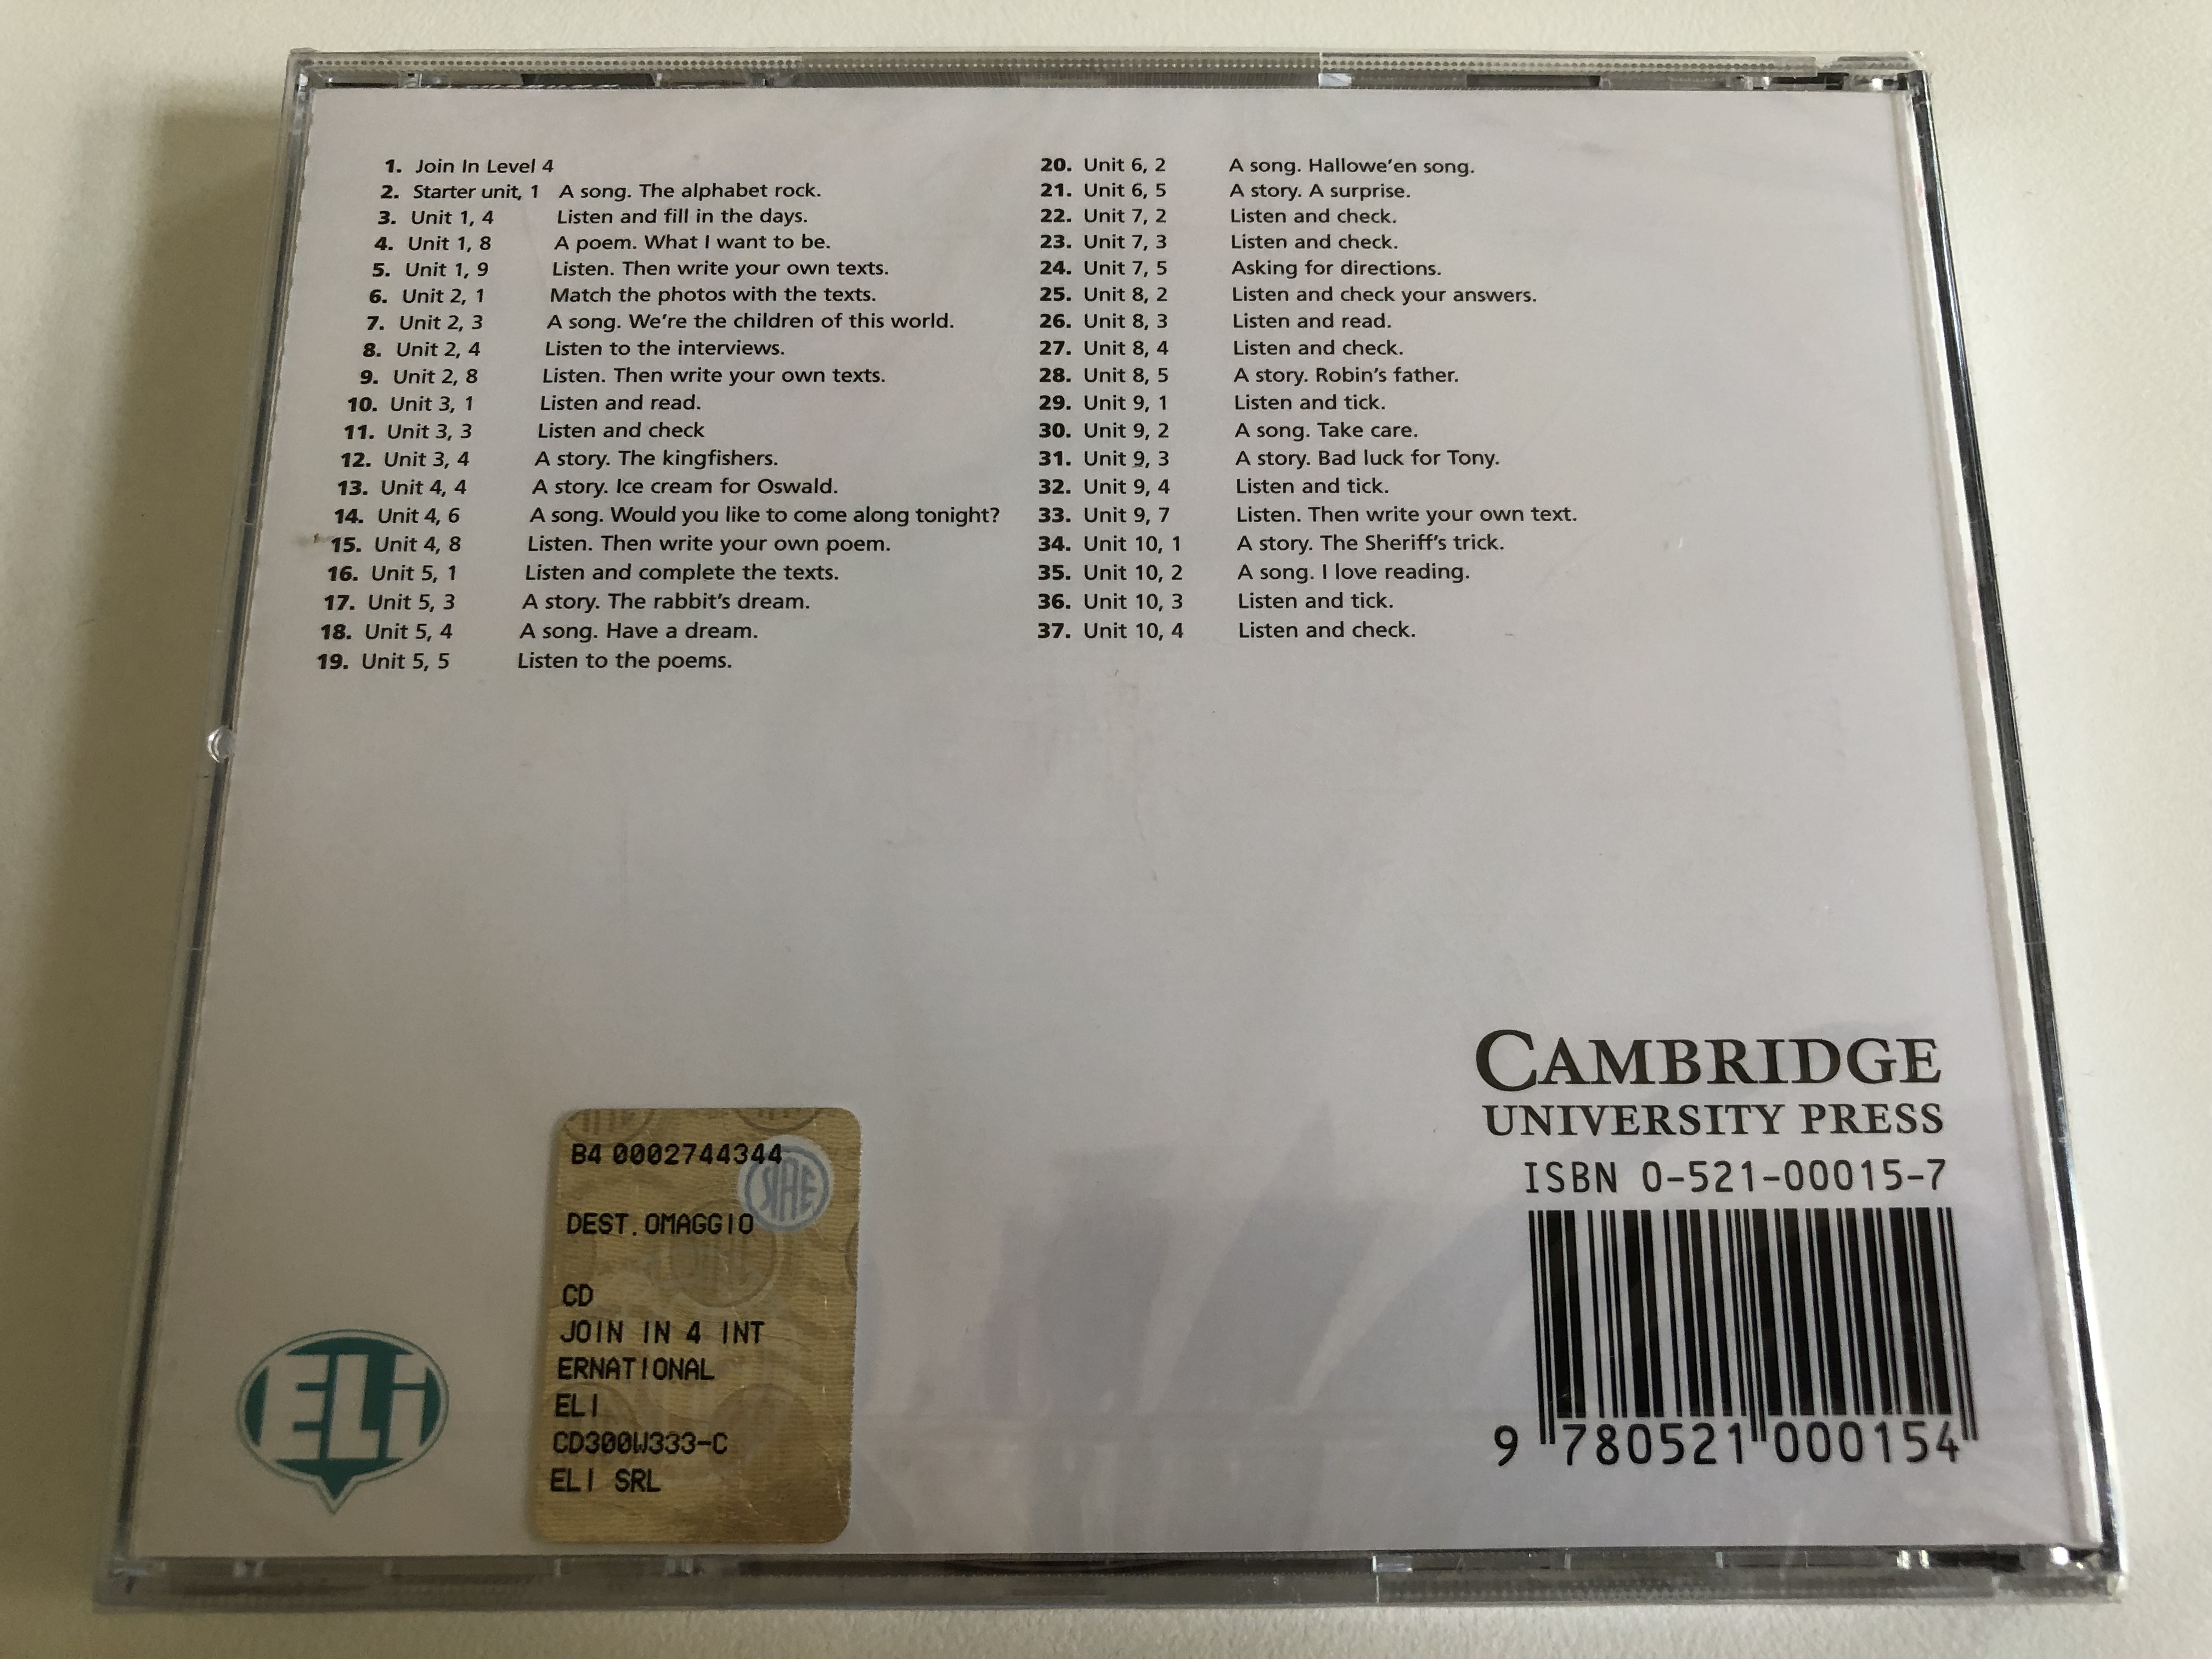 1. Join In Level 4
2. Starter unit, 1 A song. The alphabet rock.
3. Unit 1, 4 Listen and fill in the days.
4. Unit 1, 8 A poem. What I want to be.
5. Unit 1, 9 Listen. Then write your own texts.
6. Unit 2, 1 Match the photos with the texts.
7. Unit 2, 3 A song. We're the children of this world.
8. Unit 2, 4 Listen to the interviews.
9. Unit 2, 8 Listen. Then write your own texts.
10. Unit 3, 1 Listen and read.
11. Unit 3, 3 Listen and check
12. Unit 3, 4 A story. The kingfishers.
13. Unit 4, 4 A story. Ice cream for Oswald.
14. Unit 4, 6 A song. Would you like to come along tonight?
15. Unit 4, 8 Listen. Then write your own poem.
16. Unit 5, 1 Listen and complete the texts.
17. Unit 5, 3 A story. The rabbit's dream.
18. Unit 5, 4 A song. Have a dream.
19. Unit 5, 5 Listen to the poems.
20. Unit 6, 2 A song. Hallowe'en song.
21. Unit 6, 5 A story. A surprise.
22. Unit 7, 2 Listen and check.
23. Unit 7, 3 Listen and check.
24. Unit 7, 5 Asking for directions.
25. Unit 8, 2 Listen and check your answers.
26. Unit 8, 3 Listen and read.
27. Unit 8, 4 Listen and check.
28. Unit 8, 5 A story. Robin's father.
29. Unit 9, 1 Listen and tick.
30. Unit 9, 2 A song. Take care.
31. Unit 9, 3 A story. Bad luck for Tony.
32. Unit 9, 4 Listen and tick.
33. Unit 9, 7 Listen. Then write your own text.
34. Unit 10, 1 A story. The Sheriff's trick.
35. Unit 10, 2 A song. I love reading.
36. Unit 10, 3 Listen and tick.
37. Unit 10, 4 Listen and check.
ELi
B4 0002744344
SIAE
DEST.OMAGGIO
CD
JOIN IN 4 INT
ERNATIONAL
ELI
CD300W333-C
ELI SRL
CAMBRIDGE
UNIVERSITY PRESS
ISBN 0-521-00015-7
9 780521 000154